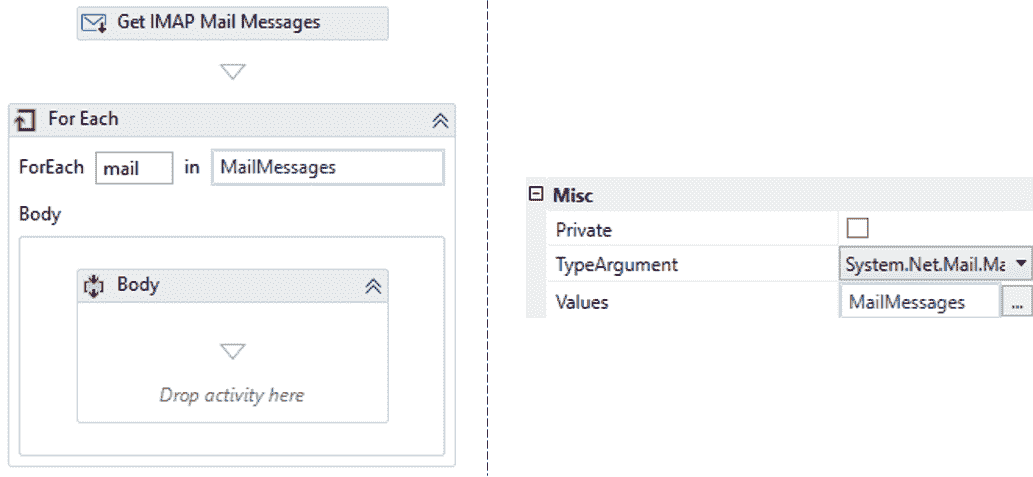 Get IMAP Mail Messages
For Each
ForEach mail in MailMessages
Body
Body
Drop activity here
Misc
Private
TypeArgument System.Net.Mail.Ma
Values MailMessages ...